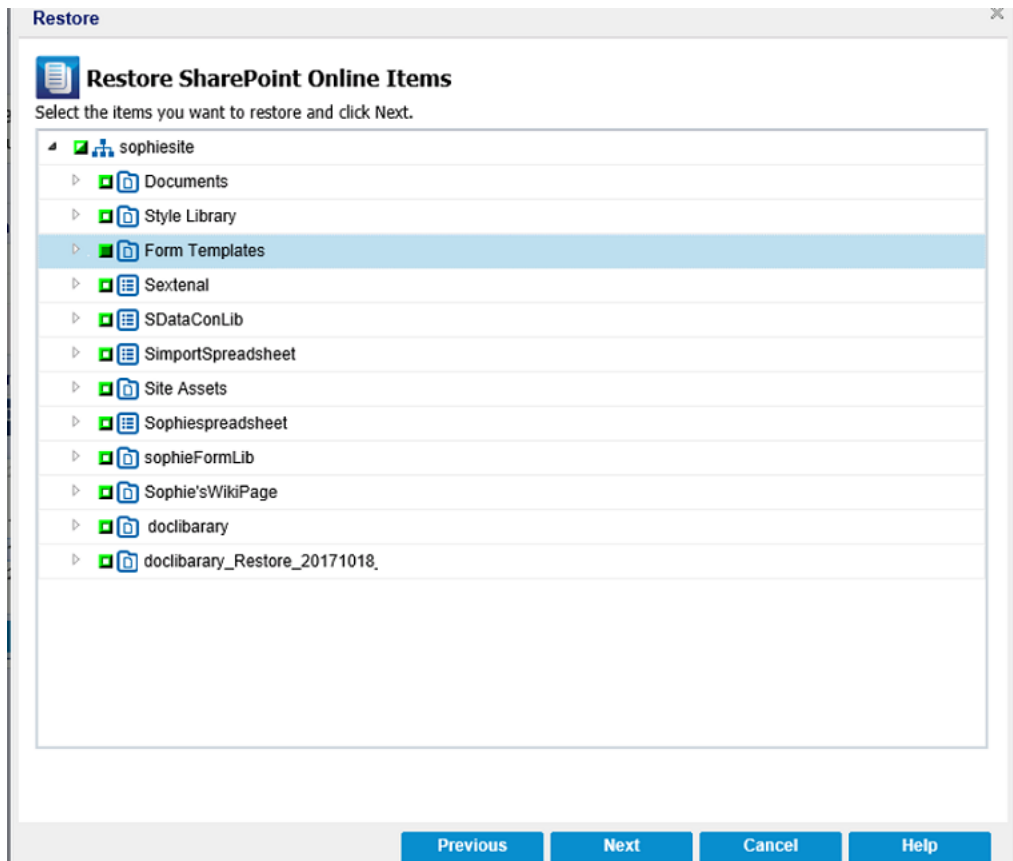 Restore
Restore SharePoint Online Items
Select the items you want to restore and click Next.
sophiesite
Documents
Style Library
Form Templates
Sextenal
SDataConLib
SimportSpreadsheet
Site Assets
Sophiespreadsheet
sophieFormLib
Sophie'sWikiPage
doclibarary
doclibarary_Restore_20171018_
Previous Next Cancel Help